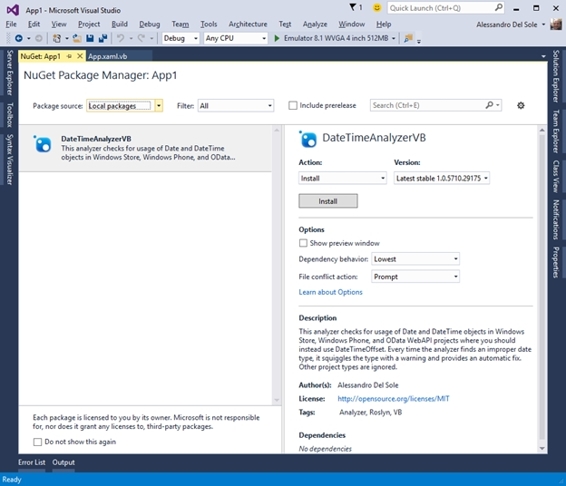 App1 - Microsoft Visual Studio
1
Quick Launch (Ctrl+Q)
File Edit View Project Build Debug Team Tools Architecture Test Analyze Window Help
Alessandro Del Sole
Debug Any CPU Emulator 8.1 WVGA 4 inch 512MB
NuGet: App1 App.xaml.vb
Server Explorer
Toolbox
Syntax Visualizer
NuGet Package Manager: App1
Package source: Local packages Filter: All Include prerelease Search (Ctrl+E)
DateTimeAnalyzerVB
This analyzer checks for usage of Date and DateTime
objects in Windows Store, Windows Phone, and OData...
Each package is licensed to you by its owner. Microsoft is not responsible
for, nor does it grant any licenses to, third-party packages.
Do not show this again
DateTimeAnalyzerVB
Action: Version:
Install Latest stable 1.0.5710.29175
Install
Options
Show preview window
Dependency behavior: Lowest
File conflict action: Prompt
Learn about Options
Description
This analyzer checks for usage of Date and DateTime objects in Windows
Store, Windows Phone, and OData WebAPI projects where you should
instead use DateTimeOffset. Every time the analyzer finds an improper date
type, it squiggles the type with a warning and provides an automatic fix.
Other project types are ignored.
Author(s): Alessandro Del Sole
License: http://opensource.org/licenses/MIT
Tags: Analyzer, Roslyn, VB
Dependencies
No dependencies
Solution Explorer
Team Explorer
Class View
Notifications
Properties
Error List Output
Ready